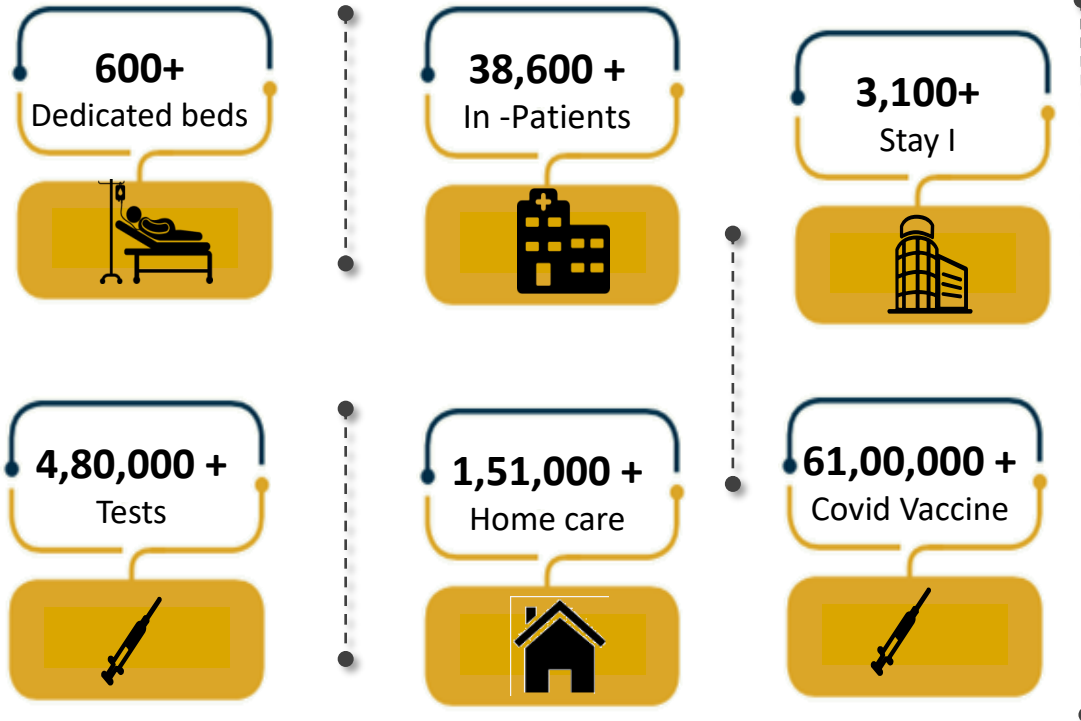 600+
Dedicated beds
38,600 +
In -Patients
3,100+
Stay I
4,80,000 +
Tests
1,51,000 +
Home care
61,00,000 +
Covid Vaccine